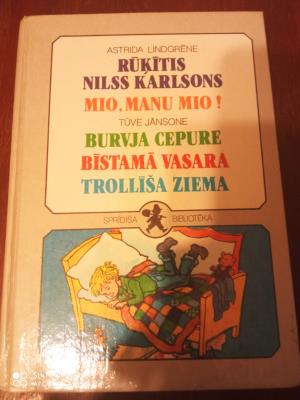 ASTRIDA LINDGRĒNE
RŪĶĪTIS
NILSS KARLSONS
MIO, MANU MIO!
TŪVE JĀNSONE
BURVJA CEPURE
BĪSTAMĀ VASARA
TROLLĪŠA ZIEMA
SPRĪDĪŠA BIBLIOTĒKA